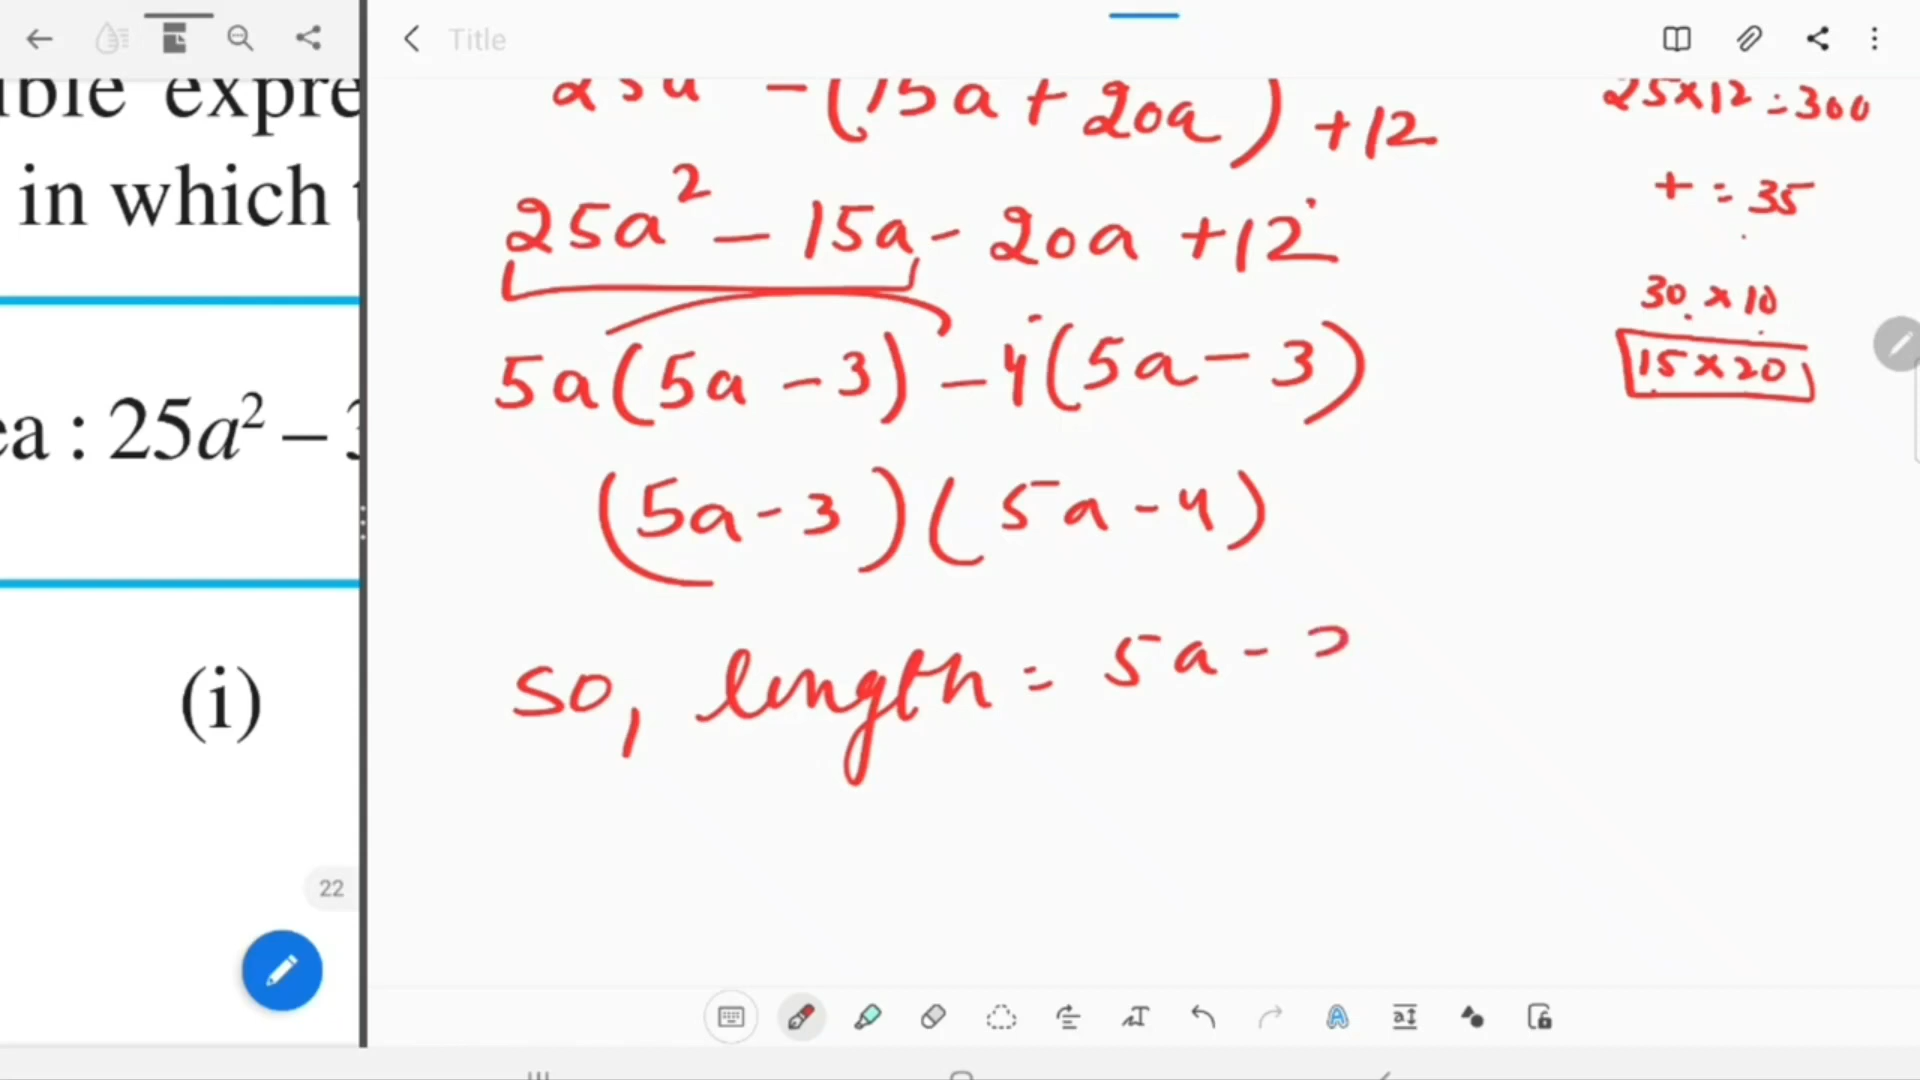 Title
ible expre
in which
ea : 25a² –
(i)
22
- (15a + 20a) + 12
25a² - 15a - 20a + 12
5a(5a - 3) - 4(5a - 3)
(5a - 3)(5a - 4)
so, length = 5a -
25 x 12 = 300
+ = 35
30 x 10
15 x 20